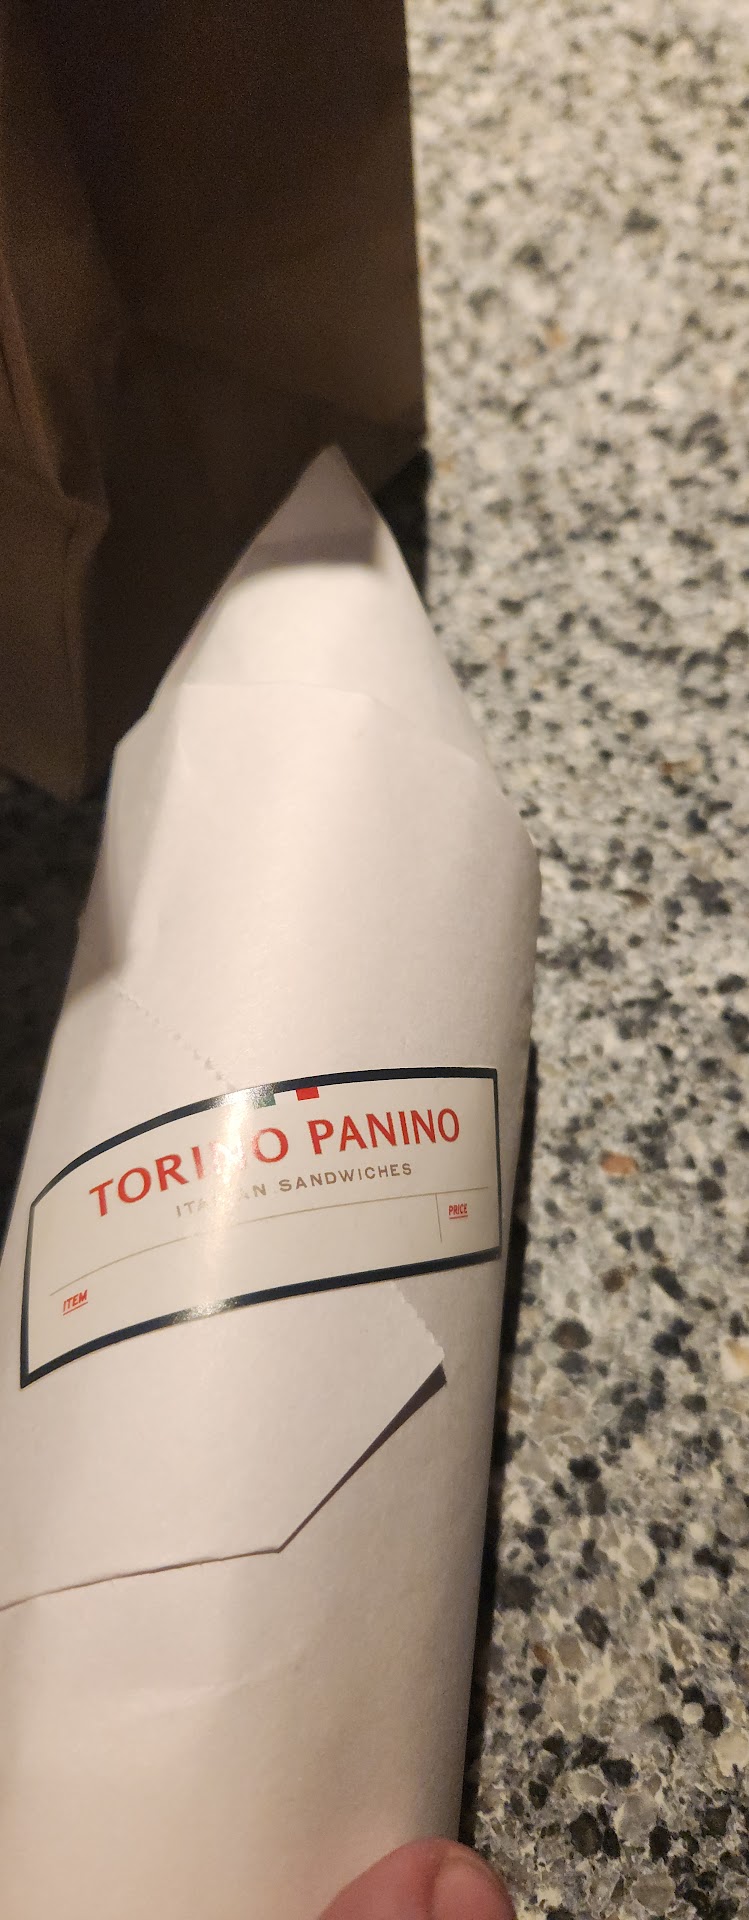 TORINO PANINO
ITALIAN SANDWICHES
PRICE
ITEM